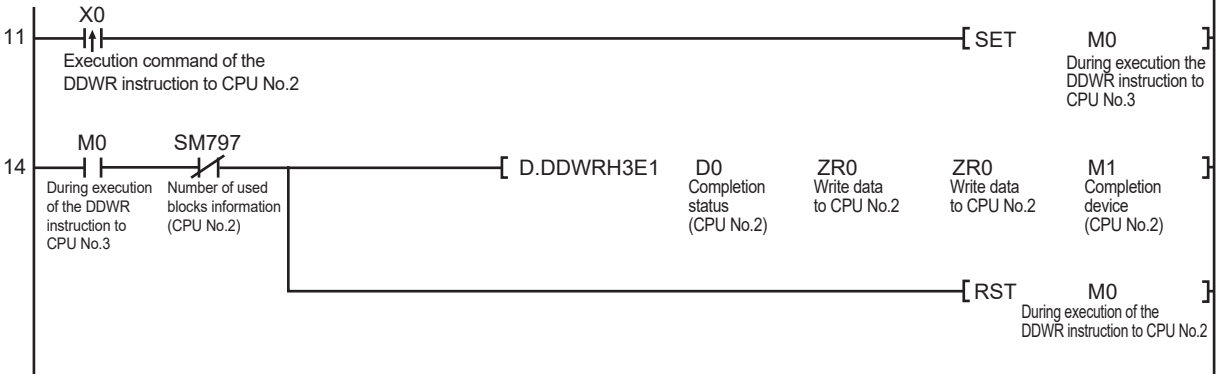 X0
11
SET M0
Execution command of the
DDWR instruction to CPU No.2
During execution the
DDWR instruction to
CPU No.3
M0 SM797
14
D.DDWRH3E1 D0 ZR0 ZR0 M1
During execution
of the DDWR
instruction to
CPU No.3
Number of used
blocks information
(CPU No.2)
Completion
status
(CPU No.2)
Write data
to CPU No.2
Write data
to CPU No.2
Completion
device
(CPU No.2)
RST M0
During execution of the
DDWR instruction to CPU No.2